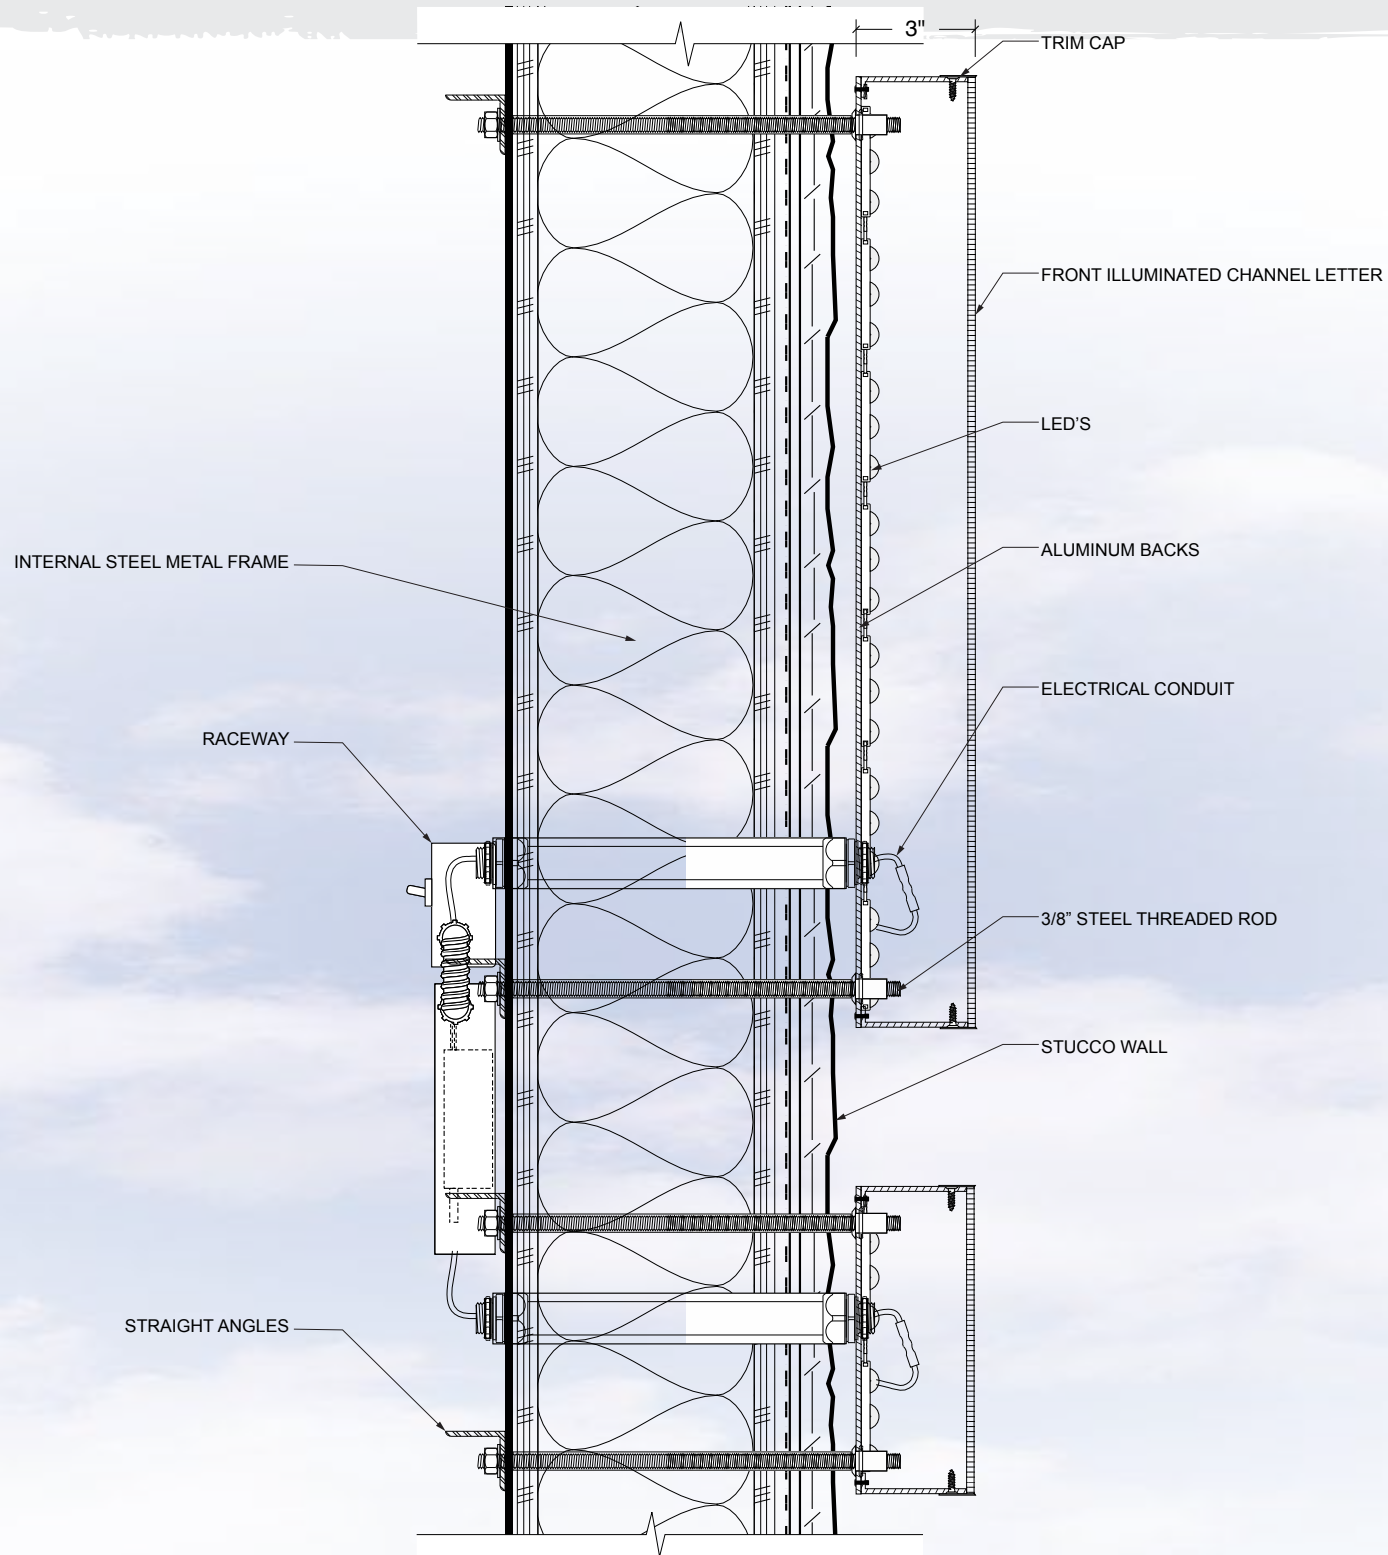 3"
TRIM CAP
FRONT ILLUMINATED CHANNEL LETTER
LED'S
ALUMINUM BACKS
INTERNAL STEEL METAL FRAME
ELECTRICAL CONDUIT
RACEWAY
3/8” STEEL THREADED ROD
STUCCO WALL
STRAIGHT ANGLES